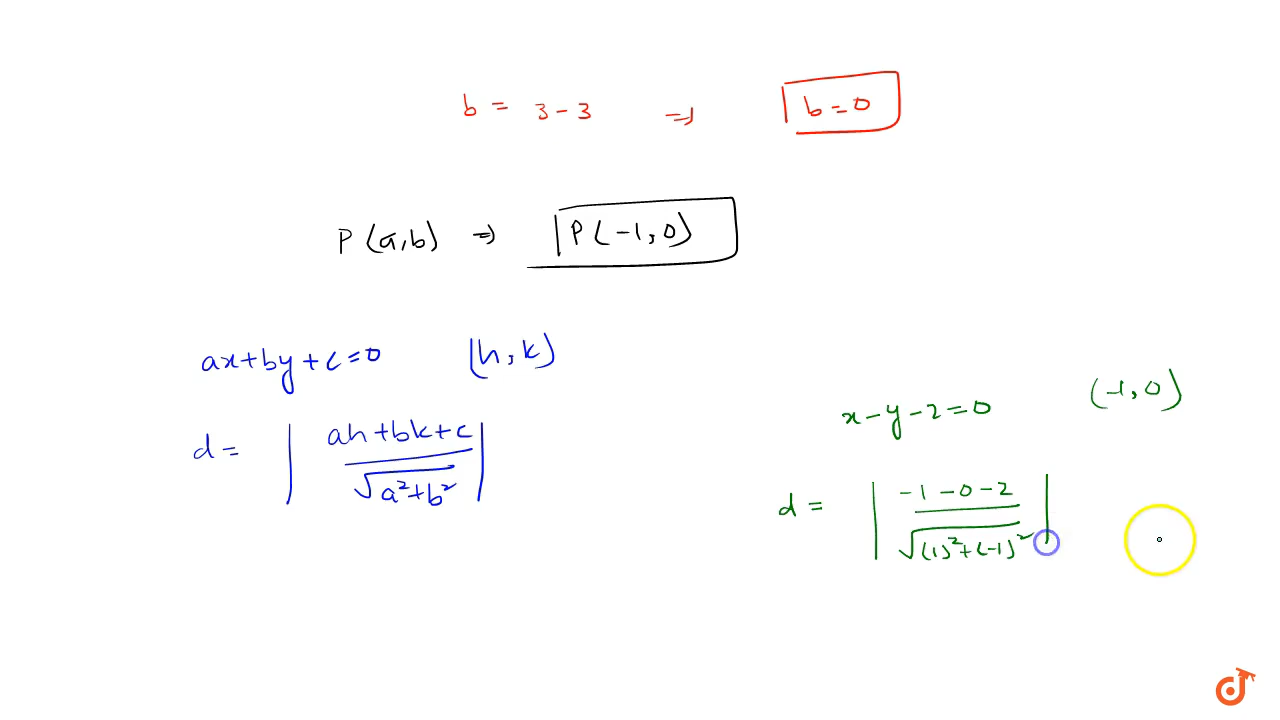 b = 3 - 3 ⇒ b = 0
P (a,b) ⇒ P(-1,0)
ax+by+c=0 (h,k)
d = | ah+bk+c / √a²+b² |
x-y-2=0 (-1,0)
d = | -1-0-2 / √(1)²+(-1)² |